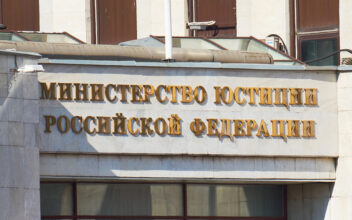 МИНИСТЕРСТВО ЮСТИЦИИ
РОССИЙСКОЙ ФЕДЕРАЦИИ